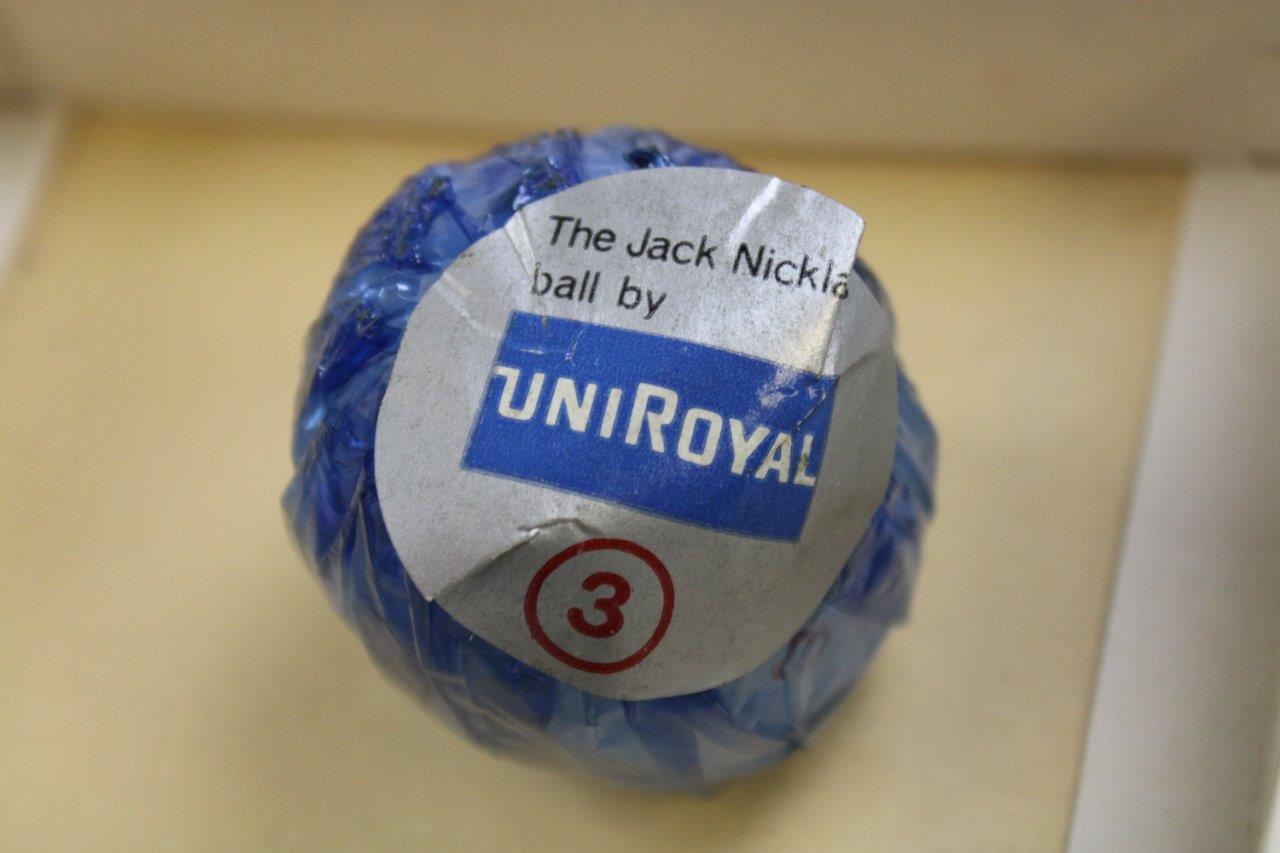 The Jack Nickla
ball by
UNIROYAL
3